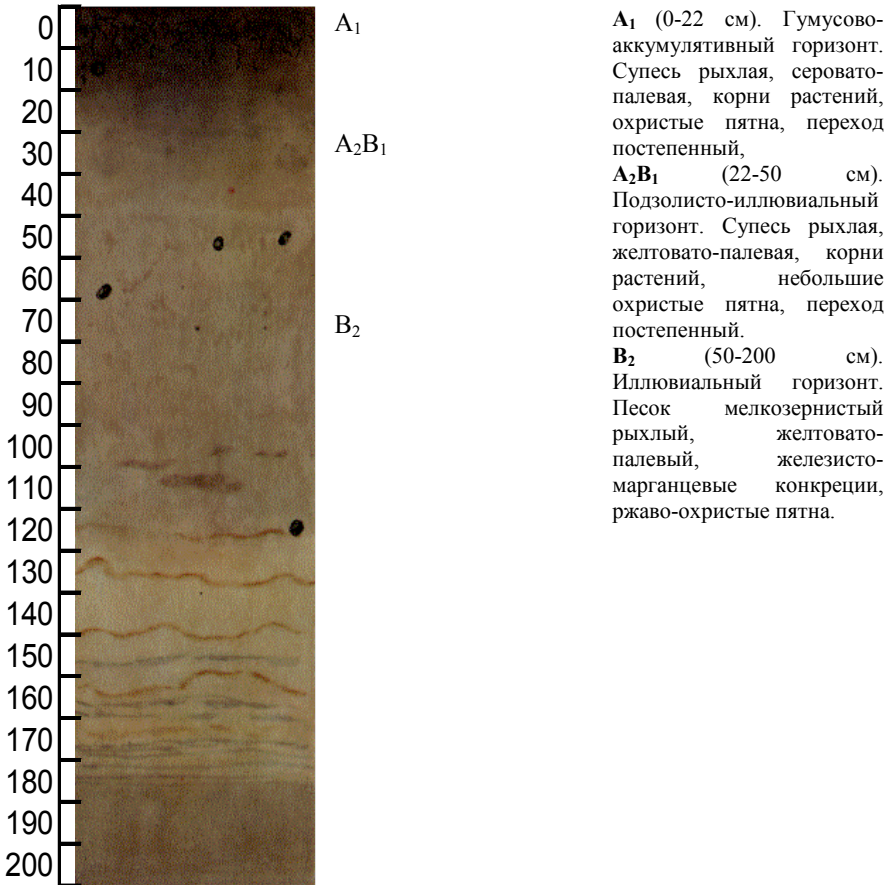 0
10
20
30
40
50
60
70
80
90
100
110
120
130
140
150
160
170
180
190
200
A₁
A₂B₁
B₂
A₁ (0-22 см). Гумусово-
аккумулятивный горизонт.
Супесь рыхлая, серовато-
палевая, корни растений,
охристые пятна, переход
постепенный,
A₂B₁ (22-50 см).
Подзолисто-иллювиальный
горизонт. Супесь рыхлая,
желтовато-палевая, корни
растений, небольшие
охристые пятна, переход
постепенный.
B₂ (50-200 см).
Иллювиальный горизонт.
Песок мелкозернистый
рыхлый, желтовато-
палевый, железисто-
марганцевые конкреции,
ржаво-охристые пятна.